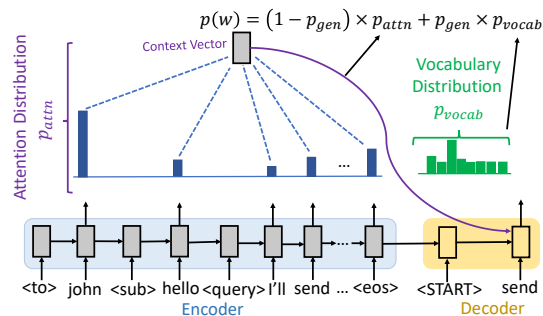 p(w) = (1 − p_gen) × p_attn + p_gen × p_vocab
Context Vector
Attention Distribution
p_attn
Vocabulary
Distribution
p_vocab
...
...
<to> john <sub> hello <query> I'll send ... <eos> <START> send
Encoder Decoder